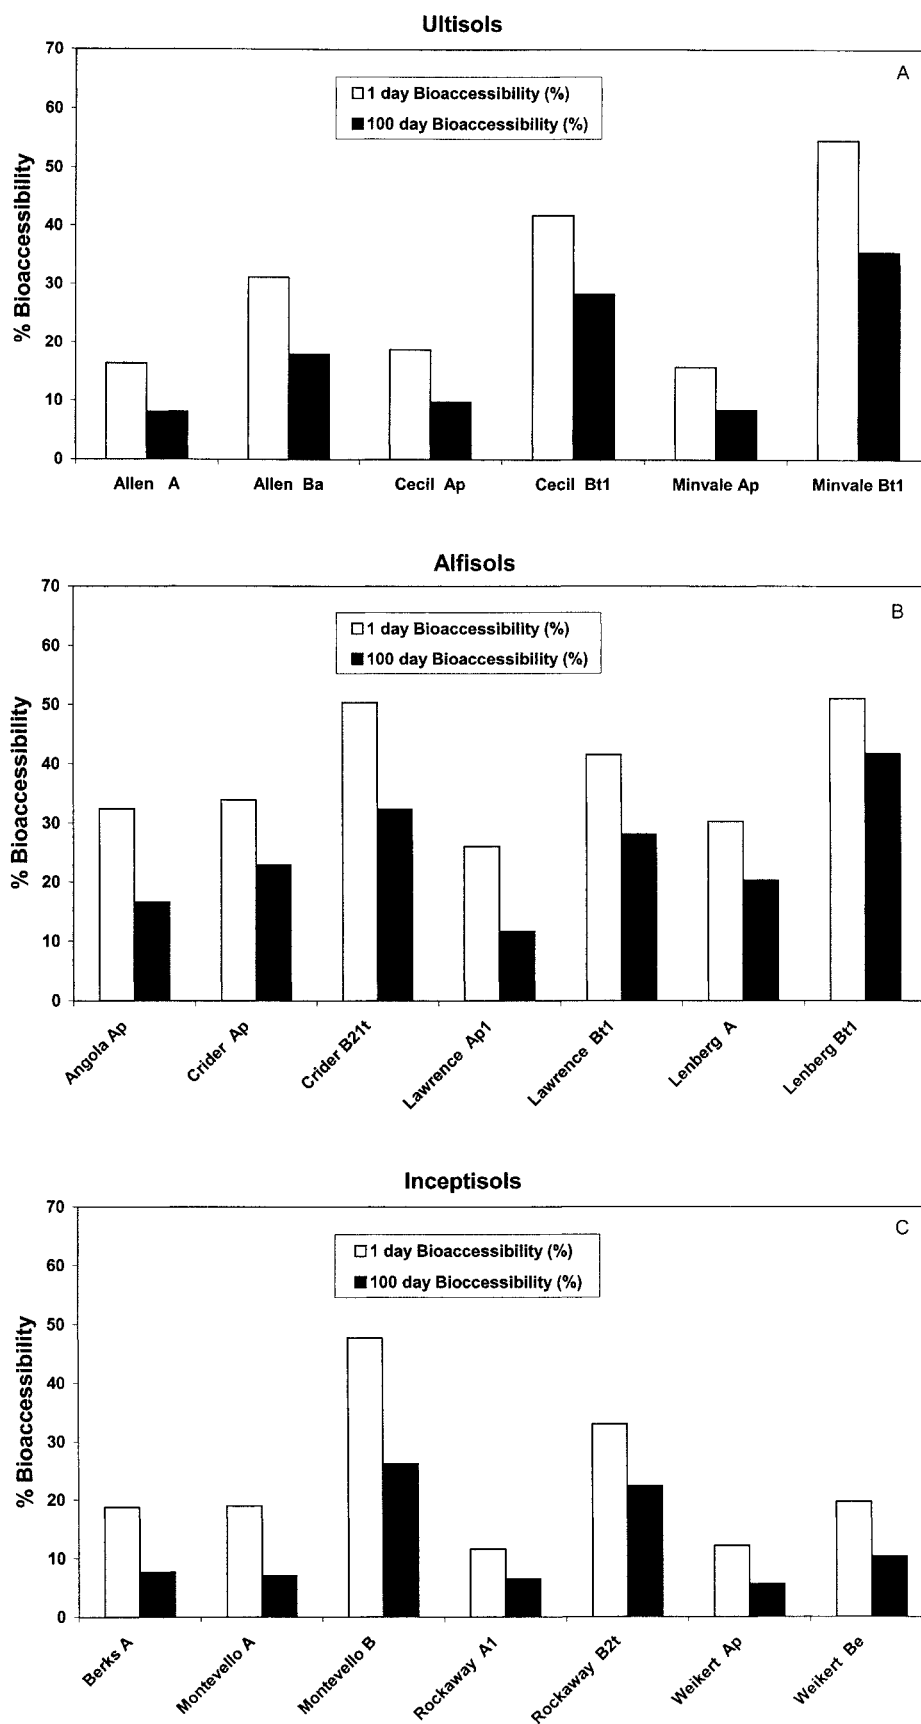 Ultisols
A
1 day Bioaccessibility (%)
100 day Bioaccessibility (%)
% Bioaccessibility
70
60
50
40
30
20
10
0
Allen A
Allen Ba
Cecil Ap
Cecil Bt1
Minvale Ap
Minvale Bt1
Alfisols
B
1 day Bioaccessibility (%)
100 day Bioaccessibility (%)
% Bioaccessibility
70
60
50
40
30
20
10
0
Angola Ap
Crider Ap
Crider B21t
Lawrence Ap1
Lawrence Bt1
Lenberg A
Lenberg Bt1
Inceptisols
C
1 day Bioaccessibility (%)
100 day Bioccessibility (%)
% Bioaccessibility
70
60
50
40
30
20
10
0
Berks A
Montevello A
Montevello B
Rockaway A1
Rockaway B2t
Weikert Ap
Weikert Be